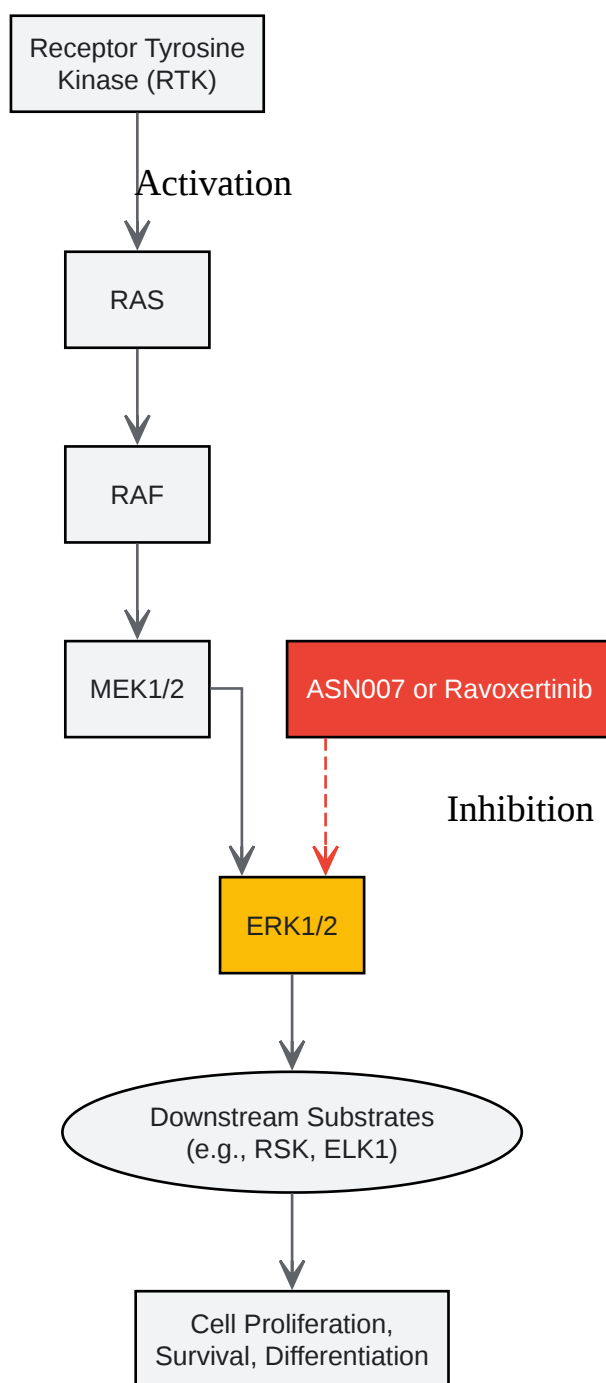 Receptor Tyrosine
Kinase (RTK)
Activation
RAS
RAF
MEK1/2
ASN007 or Ravoxertinib
Inhibition
ERK1/2
Downstream Substrates
(e.g., RSK, ELK1)
Cell Proliferation,
Survival, Differentiation